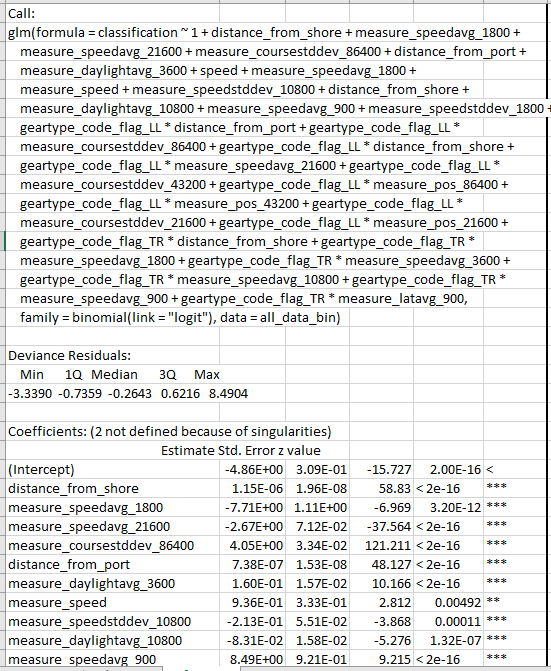 Call:
glm(formula = classification ~ 1 + distance_from_shore + measure_speedavg_1800 +
measure_speedavg_21600 + measure_coursestddev_86400 + distance_from_port +
measure_daylightavg_3600 + speed + measure_speedavg_1800 +
measure_speed + measure_speedstddev_10800 + distance_from_shore +
measure_daylightavg_10800 + measure_speedavg_900 + measure_speedstddev_1800 +
geartype_code_flag_LL * distance_from_port + geartype_code_flag_LL *
measure_coursestddev_86400 + geartype_code_flag_LL * distance_from_shore +
geartype_code_flag_LL * measure_speedavg_21600 + geartype_code_flag_LL *
measure_coursestddev_43200 + geartype_code_flag_LL * measure_pos_86400 +
geartype_code_flag_LL * measure_pos_43200 + geartype_code_flag_LL *
measure_coursestddev_21600 + geartype_code_flag_LL * measure_pos_21600 +
geartype_code_flag_TR * distance_from_shore + geartype_code_flag_TR *
measure_speedavg_1800 + geartype_code_flag_TR * measure_speedavg_3600 +
geartype_code_flag_TR * measure_speedavg_10800 + geartype_code_flag_TR *
measure_speedavg_900 + geartype_code_flag_TR * measure_latavg_900,
family = binomial(link = "logit"), data = all_data_bin)
Deviance Residuals:
Min 1Q Median 3Q Max
-3.3390 -0.7359 -0.2643 0.6216 8.4904
Coefficients: (2 not defined because of singularities)
Estimate Std. Error z value
(Intercept) -4.86E+00 3.09E-01 -15.727 2.00E-16 <
distance_from_shore 1.15E-06 1.96E-08 58.83 < 2e-16 ***
measure_speedavg_1800 -7.71E+00 1.11E+00 -6.969 3.20E-12 ***
measure_speedavg_21600 -2.67E+00 7.12E-02 -37.564 < 2e-16 ***
measure_coursestddev_86400 4.05E+00 3.34E-02 121.211 < 2e-16 ***
distance_from_port 7.38E-07 1.53E-08 48.127 < 2e-16 ***
measure_daylightavg_3600 1.60E-01 1.57E-02 10.166 < 2e-16 ***
measure_speed 9.36E-01 3.33E-01 2.812 0.00492 **
measure_speedstddev_10800 -2.13E-01 5.51E-02 -3.868 0.00011 ***
measure_daylightavg_10800 -8.31E-02 1.58E-02 -5.276 1.32E-07 ***
measure_speedavg_900 8.49E+00 9.21E-01 9.215 < 2e-16 ***